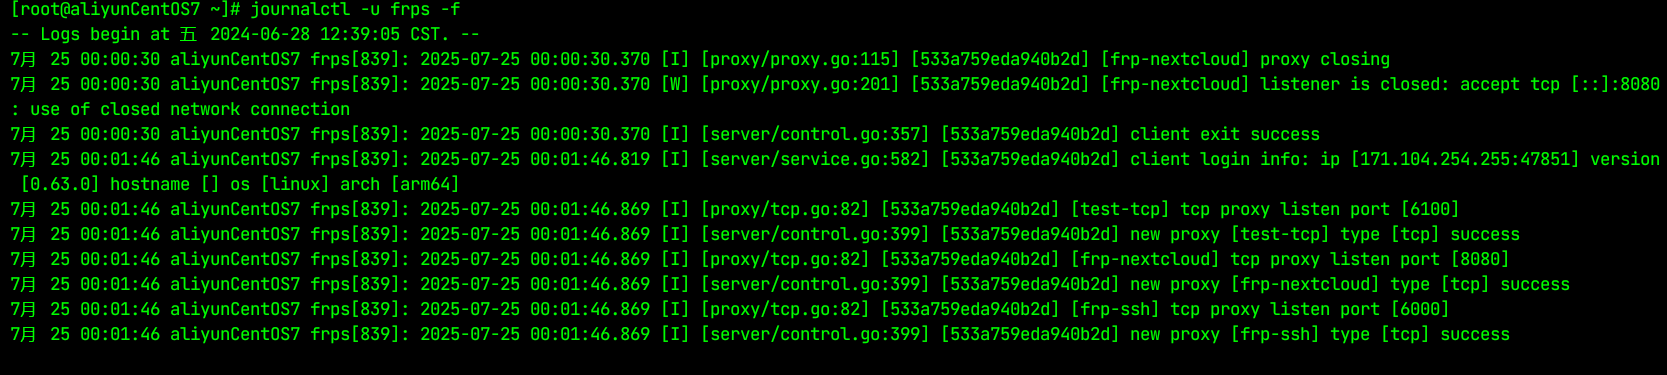 [root@aliyunCentOS7 ~]# journalctl -u frps -f
-- Logs begin at 五 2024-06-28 12:39:05 CST. --
7月 25 00:00:30 aliyunCentOS7 frps[839]: 2025-07-25 00:00:30.370 [I] [proxy/proxy.go:115] [533a759eda940b2d] [frp-nextcloud] proxy closing
7月 25 00:00:30 aliyunCentOS7 frps[839]: 2025-07-25 00:00:30.370 [W] [proxy/proxy.go:201] [533a759eda940b2d] [frp-nextcloud] listener is closed: accept tcp [::]:8080
: use of closed network connection
7月 25 00:00:30 aliyunCentOS7 frps[839]: 2025-07-25 00:00:30.370 [I] [server/control.go:357] [533a759eda940b2d] client exit success
7月 25 00:01:46 aliyunCentOS7 frps[839]: 2025-07-25 00:01:46.819 [I] [server/service.go:582] [533a759eda940b2d] client login info: ip [171.104.254.255:47851] version
[0.63.0] hostname [] os [linux] arch [arm64]
7月 25 00:01:46 aliyunCentOS7 frps[839]: 2025-07-25 00:01:46.869 [I] [proxy/tcp.go:82] [533a759eda940b2d] [test-tcp] tcp proxy listen port [6100]
7月 25 00:01:46 aliyunCentOS7 frps[839]: 2025-07-25 00:01:46.869 [I] [server/control.go:399] [533a759eda940b2d] new proxy [test-tcp] type [tcp] success
7月 25 00:01:46 aliyunCentOS7 frps[839]: 2025-07-25 00:01:46.869 [I] [proxy/tcp.go:82] [533a759eda940b2d] [frp-nextcloud] tcp proxy listen port [8080]
7月 25 00:01:46 aliyunCentOS7 frps[839]: 2025-07-25 00:01:46.869 [I] [server/control.go:399] [533a759eda940b2d] new proxy [frp-nextcloud] type [tcp] success
7月 25 00:01:46 aliyunCentOS7 frps[839]: 2025-07-25 00:01:46.869 [I] [proxy/tcp.go:82] [533a759eda940b2d] [frp-ssh] tcp proxy listen port [6000]
7月 25 00:01:46 aliyunCentOS7 frps[839]: 2025-07-25 00:01:46.869 [I] [server/control.go:399] [533a759eda940b2d] new proxy [frp-ssh] type [tcp] success